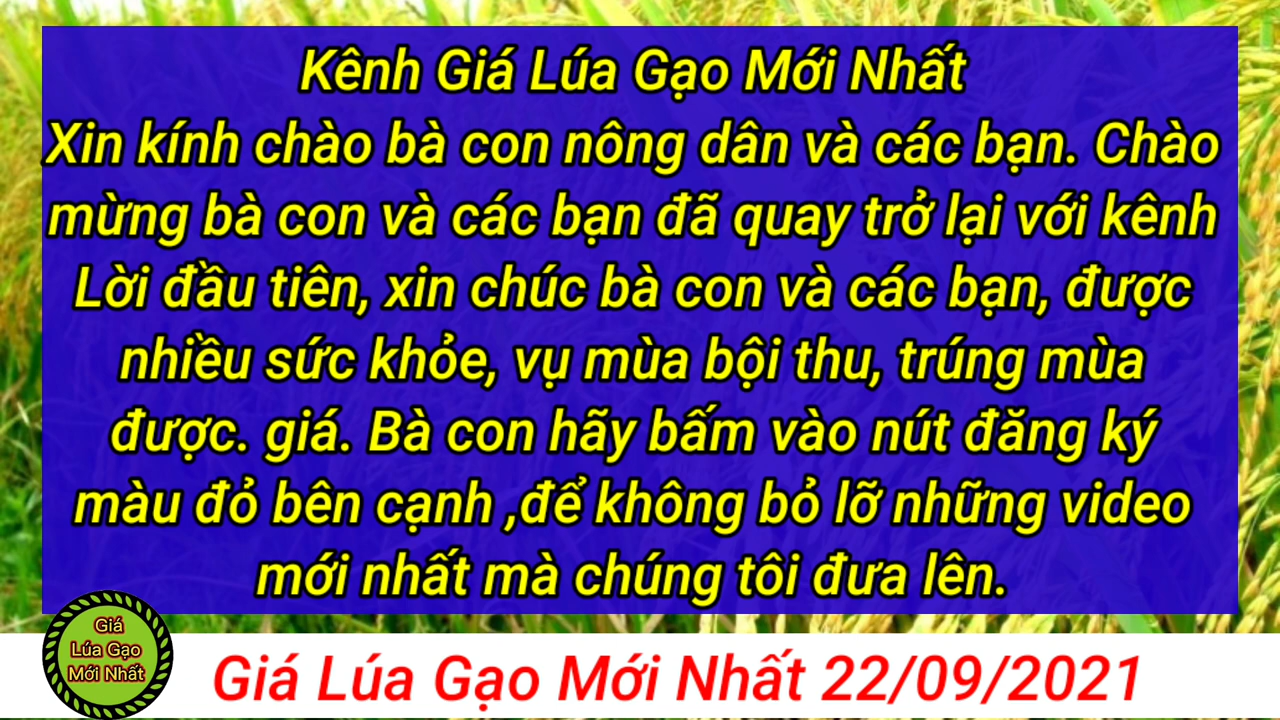 Kênh Giá Lúa Gạo Mới Nhất
Xin kính chào bà con nông dân và các bạn. Chào
mừng bà con và các bạn đã quay trở lại với kênh
Lời đầu tiên, xin chúc bà con và các bạn, được
nhiều sức khỏe, vụ mùa bội thu, trúng mùa
được. giá. Bà con hãy bấm vào nút đăng ký
màu đỏ bên cạnh ,để không bỏ lỡ những video
mới nhất mà chúng tôi đưa lên.
Giá
Lúa Gạo
Mới Nhất
Giá Lúa Gạo Mới Nhất 22/09/2021